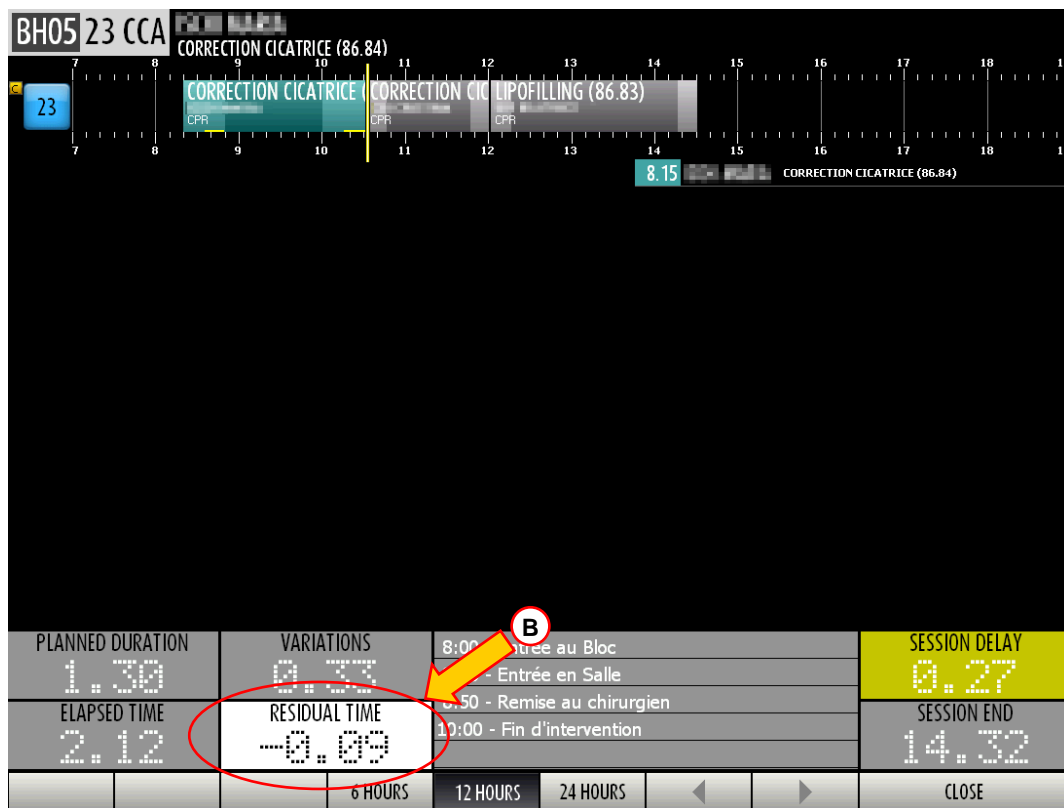 BH05 23 CCA
CORRECTION CICATRICE (86.84)
7 8 9 10 11 12 13 14 15 16 17 18 1
C
23
CORRECTION CICATRICE (
CPR
CORRECTION CIC
CPR
LIPOFILLING (86.83)
CPR
7 8 9 10 11 12 13 14 15 16 17 18 1
8.15 CORRECTION CICATRICE (86.84)
B
PLANNED DURATION
1.30
VARIATIONS
0.33
8:00 Entrée au Bloc
- Entrée en Salle
:50 - Remise au chirurgien
10:00 - Fin d'intervention
SESSION DELAY
0.27
ELAPSED TIME
2.12
RESIDUAL TIME
-0.09
SESSION END
14.32
6 HOURS 12 HOURS 24 HOURS CLOSE